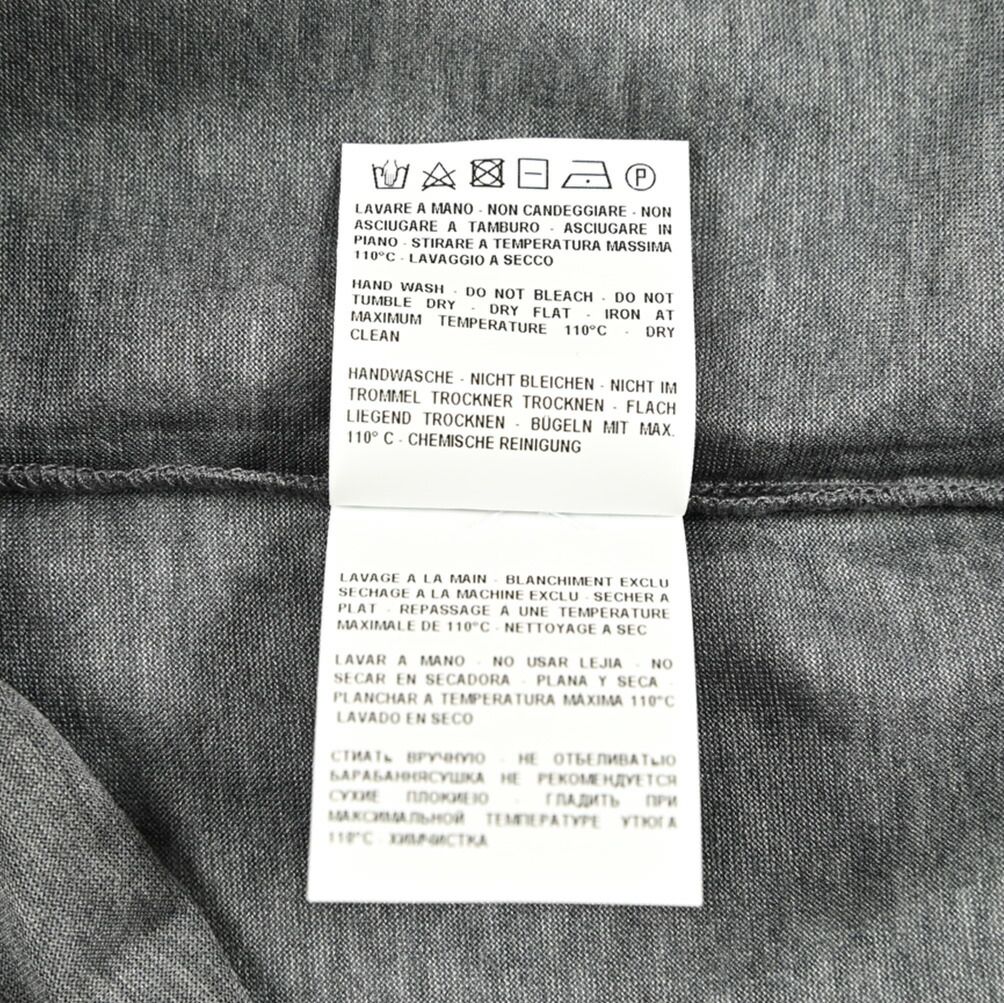 P
LAVARE A MANO - NON CANDEGGIARE - NON
ASCIUGARE A TAMBURO - ASCIUGARE IN
PIANO - STIRARE A TEMPERATURA MASSIMA
110°C - LAVAGGIO A SECCO
HAND WASH - DO NOT BLEACH - DO NOT
TUMBLE DRY - DRY FLAT - IRON AT
MAXIMUM TEMPERATURE 110°C - DRY
CLEAN
HANDWASCHE - NICHT BLEICHEN - NICHT IM
TROMMEL TROCKNER TROCKNEN - FLACH
LIEGEND TROCKNEN - BÜGELN MIT MAX.
110° C - CHEMISCHE REINIGUNG
LAVAGE A LA MAIN - BLANCHIMENT EXCLU
SECHAGE A LA MACHINE EXCLU - SECHER A
PLAT - REPASSAGE A UNE TEMPERATURE
MAXIMALE DE 110°C - NETTOYAGE A SEC
LAVAR A MANO - NO USAR LEJIA - NO
SECAR EN SECADORA - PLANA Y SECA -
PLANCHAR A TEMPERATURA MAXIMA 110°C
LAVADO EN SECO
ВРУЧНУЮ - НЕ
НЕ РЕКОМЕНДУЕТСЯ
СУХИЕ - ГЛАДИТЬ ПРИ
МАКСИМАЛЬНОЙ ТЕМПЕРАТУРЕ УТЮГА
110°C - ХИМЧИСТКА